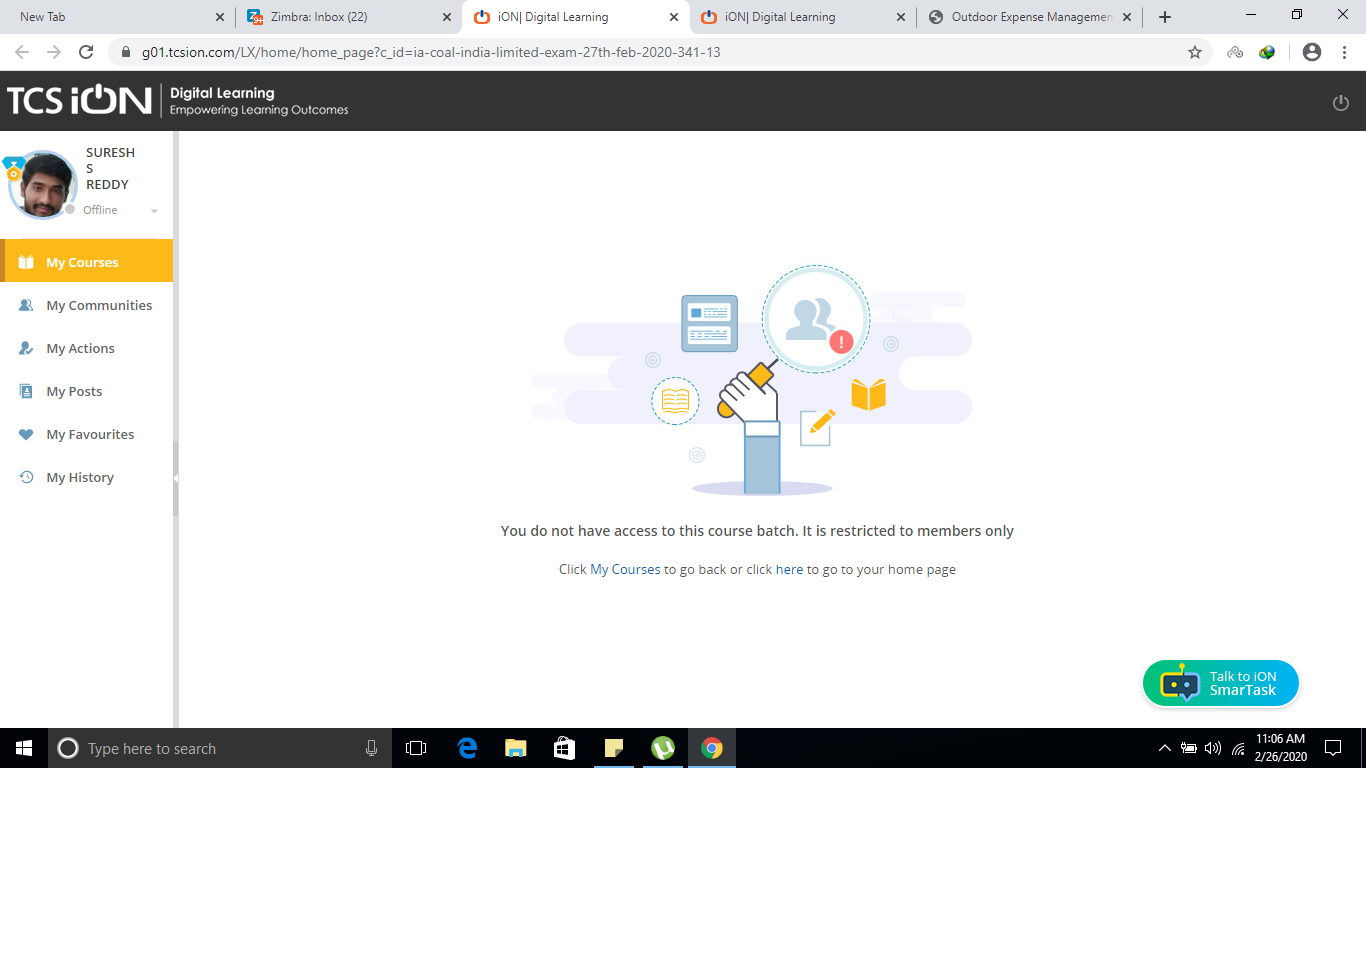 New Tab
Zimbra: Inbox (22)
iON| Digital Learning
iON| Digital Learning
Outdoor Expense Managemen
g01.tcsion.com/LX/home/home_page?c_id=ia-coal-india-limited-exam-27th-feb-2020-341-13
TCS iON
Digital Learning
Empowering Learning Outcomes
SURESH
S
REDDY
Offline
My Courses
My Communities
My Actions
My Posts
My Favourites
My History
You do not have access to this course batch. It is restricted to members only
Click My Courses to go back or click here to go to your home page
Talk to iON
SmarTask
Type here to search
11:06 AM
2/26/2020